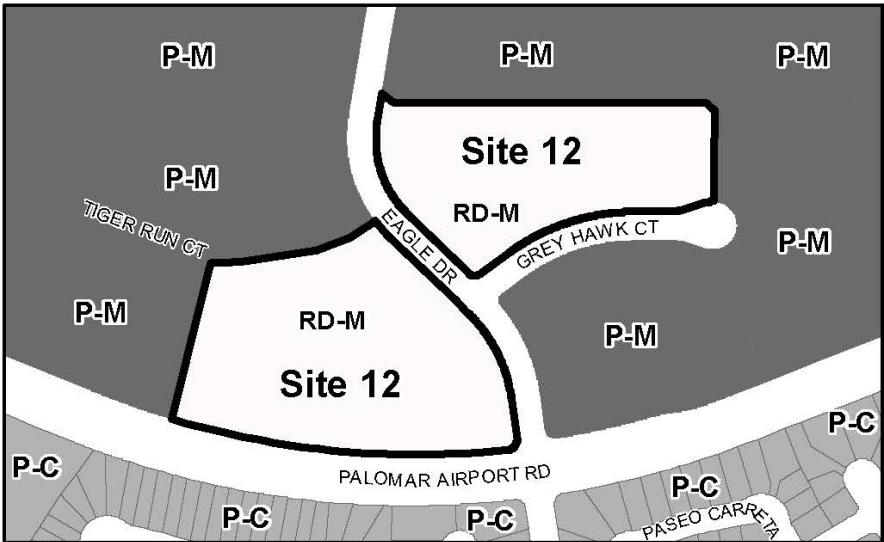 P-M
P-M
P-M
Site 12
P-M
RD-M
TIGER RUN CT
EAGLE DR
GREY HAWK CT
P-M
P-M
RD-M
P-M
Site 12
P-C
P-C
PALOMAR AIRPORT RD
P-C
P-C
P-C
PASEO CARRETA